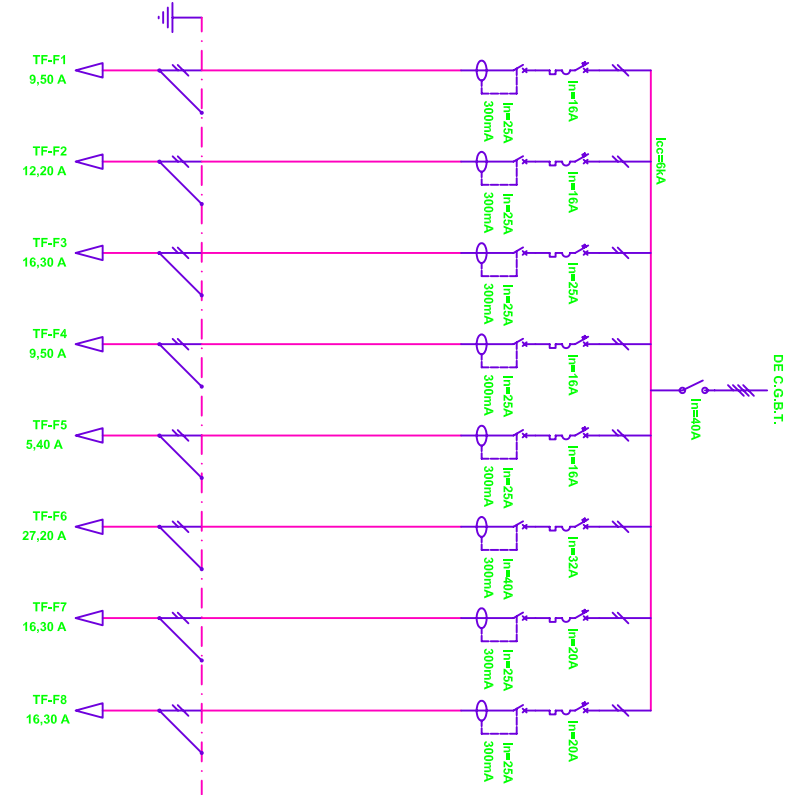 TF-F1
9,50 A
300mA
In=25A
In=16A
Icc=6kA
TF-F2
12,20 A
300mA
In=25A
In=16A
TF-F3
16,30 A
300mA
In=25A
In=25A
TF-F4
9,50 A
300mA
In=25A
In=16A
DE C.G.B.T.
In=40A
TF-F5
5,40 A
300mA
In=25A
In=16A
TF-F6
27,20 A
300mA
In=40A
In=32A
TF-F7
16,30 A
300mA
In=25A
In=20A
TF-F8
16,30 A
300mA
In=25A
In=20A